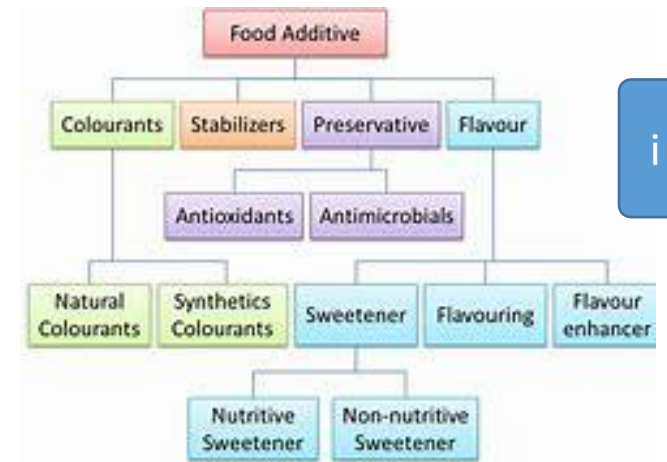 Food Additive
Colourants
Stabilizers
Preservative
Flavour
i
Antioxidants
Antimicrobials
Natural
Colourants
Synthetics
Colourants
Sweetener
Flavouring
Flavour
enhancer
Nutritive
Sweetener
Non-nutritive
Sweetener